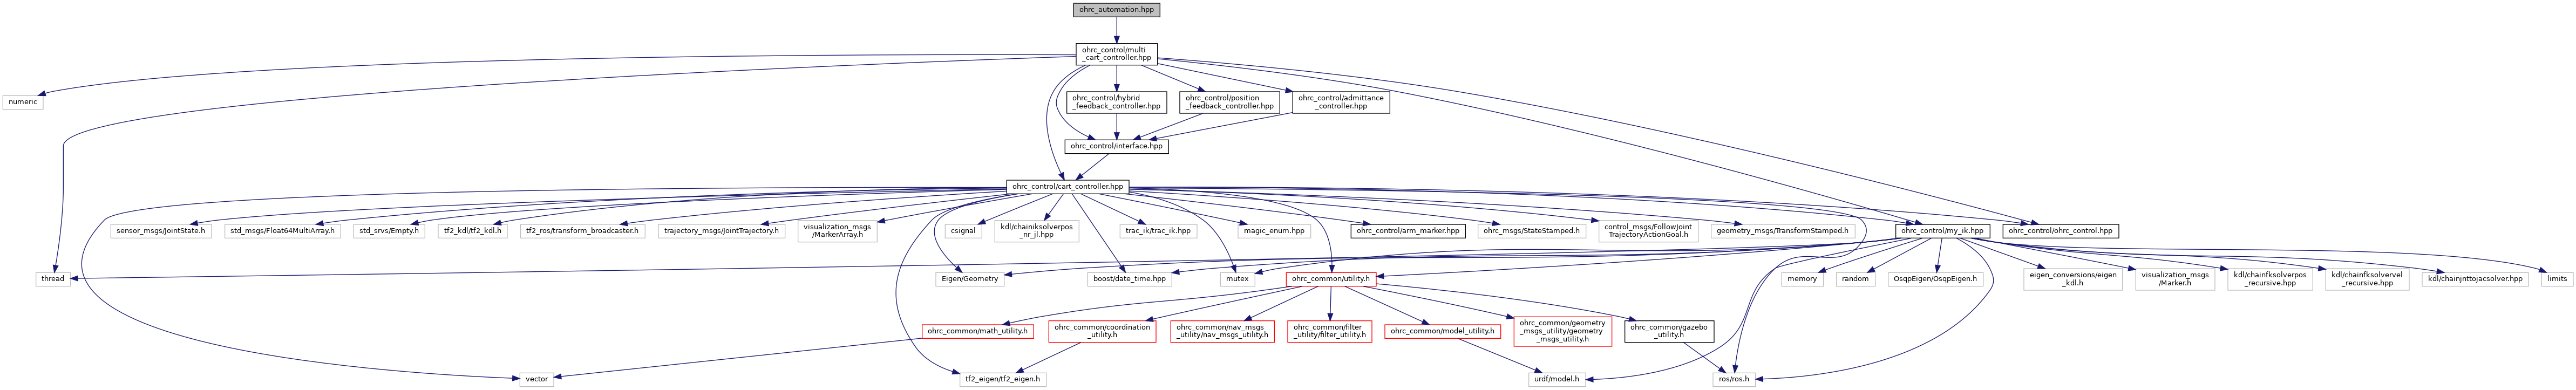 ohrc_automation.hpp
ohrc_control/multi
_cart_controller.hpp
numeric
ohrc_control/hybrid
_feedback_controller.hpp
ohrc_control/position
_feedback_controller.hpp
ohrc_control/admittance
_controller.hpp
ohrc_control/interface.hpp
ohrc_control/cart_controller.hpp
sensor_msgs/JointState.h
std_msgs/Float64MultiArray.h
std_srvs/Empty.h
tf2_kdl/tf2_kdl.h
tf2_ros/transform_broadcaster.h
trajectory_msgs/JointTrajectory.h
visualization_msgs
/MarkerArray.h
csignal
kdl/chainiksolverpos
_nr_jl.hpp
trac_ik/trac_ik.hpp
magic_enum.hpp
ohrc_control/arm_marker.hpp
ohrc_msgs/StateStamped.h
control_msgs/FollowJoint
TrajectoryActionGoal.h
geometry_msgs/TransformStamped.h
ohrc_control/my_ik.hpp
ohrc_control/ohrc_control.hpp
thread
Eigen/Geometry
boost/date_time.hpp
mutex
ohrc_common/utility.h
memory
random
OsqpEigen/OsqpEigen.h
eigen_conversions/eigen
_kdl.h
visualization_msgs
/Marker.h
kdl/chainfksolverpos
_recursive.hpp
kdl/chainfksolvervel
_recursive.hpp
kdl/chainjnttojacsolver.hpp
limits
ohrc_common/math_utility.h
ohrc_common/coordination
_utility.h
ohrc_common/nav_msgs
_utility/nav_msgs_utility.h
ohrc_common/filter
_utility/filter_utility.h
ohrc_common/model_utility.h
ohrc_common/geometry
_msgs_utility/geometry
_msgs_utility.h
ohrc_common/gazebo
_utility.h
vector
tf2_eigen/tf2_eigen.h
urdf/model.h
ros/ros.h